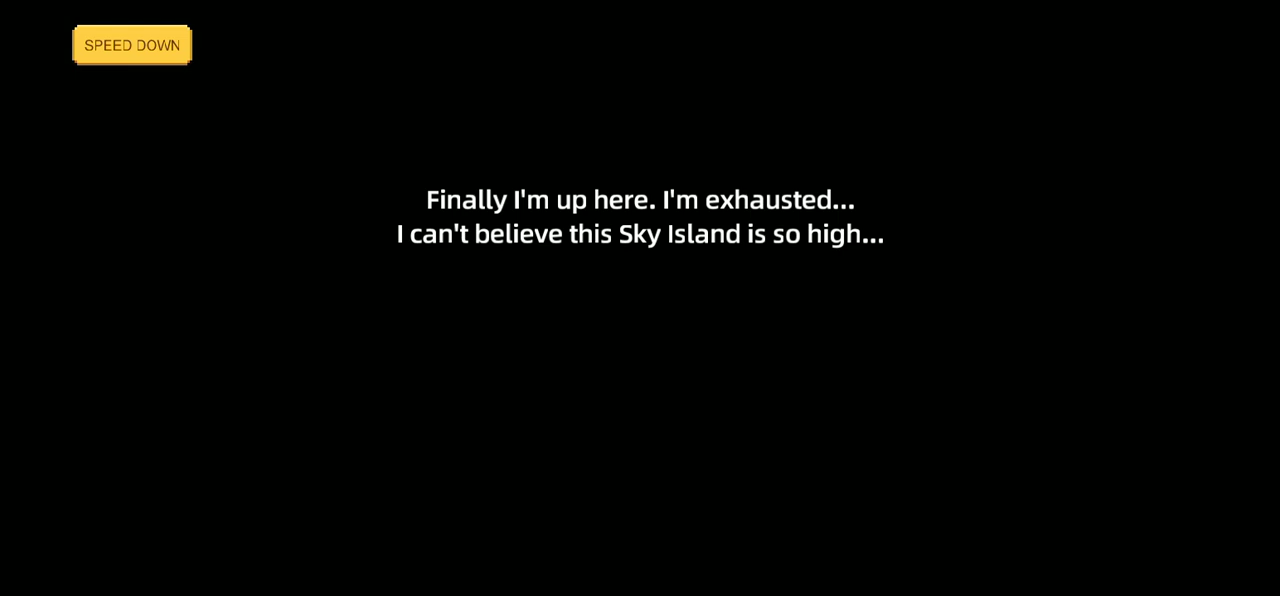 SPEED DOWN
Finally I'm up here. I'm exhausted...
I can't believe this Sky Island is so high...